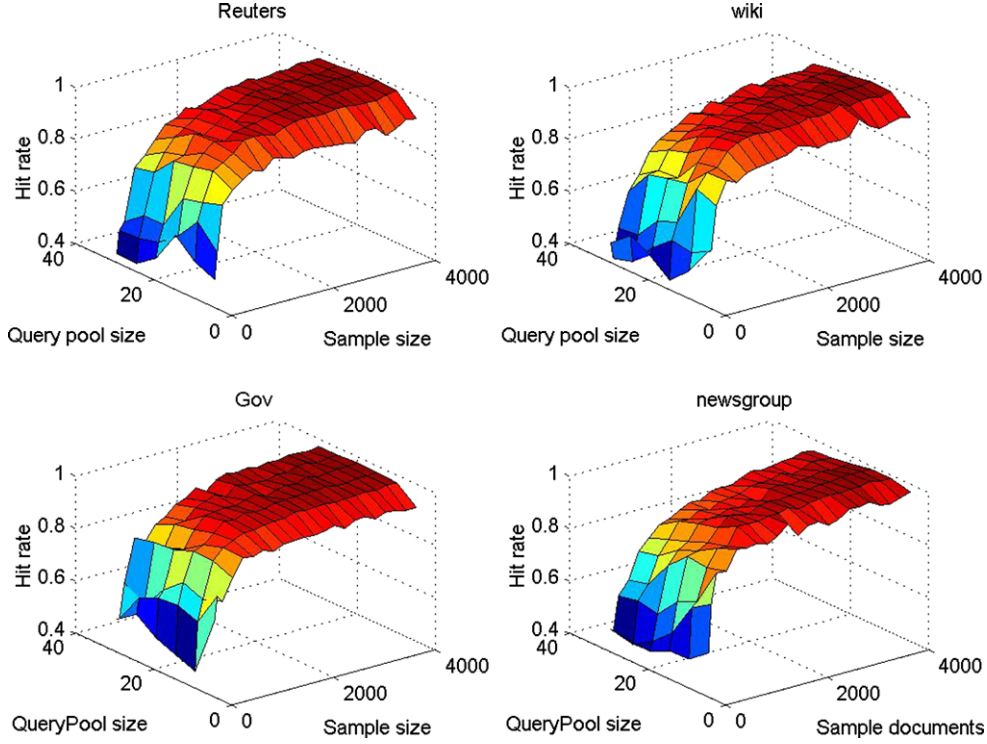 Reuters
1
0.8
0.6
0.4
Hit rate
40
20
0
Query pool size
0
2000
4000
Sample size
wiki
1
0.8
0.6
0.4
Hit rate
40
20
0
Query pool size
0
2000
4000
Sample size
Gov
1
0.8
0.6
0.4
Hit rate
40
20
0
QueryPool size
0
2000
4000
Sample size
newsgroup
1
0.8
0.6
0.4
Hit rate
40
20
0
QueryPool size
0
2000
4000
Sample documents